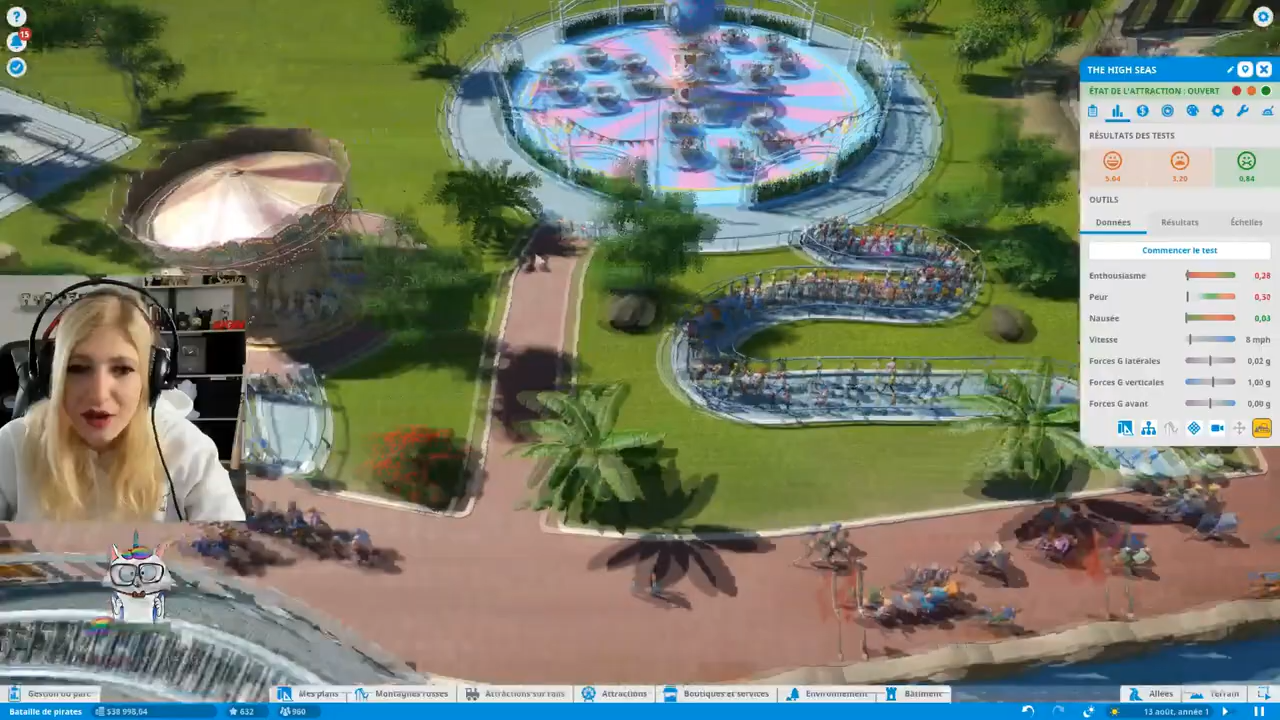 15
THE HIGH SEAS
ÉTAT DE L'ATTRACTION : OUVERT
RÉSULTATS DES TESTS
5,64 3,20 0,84
OUTILS
Données Résultats Échelles
Commencer le test
Enthousiasme 0,28
Peur 0,30
Nausée 0,03
Vitesse 8 mph
Forces G latérales 0,02 g
Forces G verticales 1,00 g
Forces G avant 0,00 g
Gestion du parc Mes plans Montagnes russes Attractions sur rails Attractions Boutiques et services Environnement Bâtiment Allées Terrain
Bataille de pirates $38 998,64 632 960 13 août, année 1